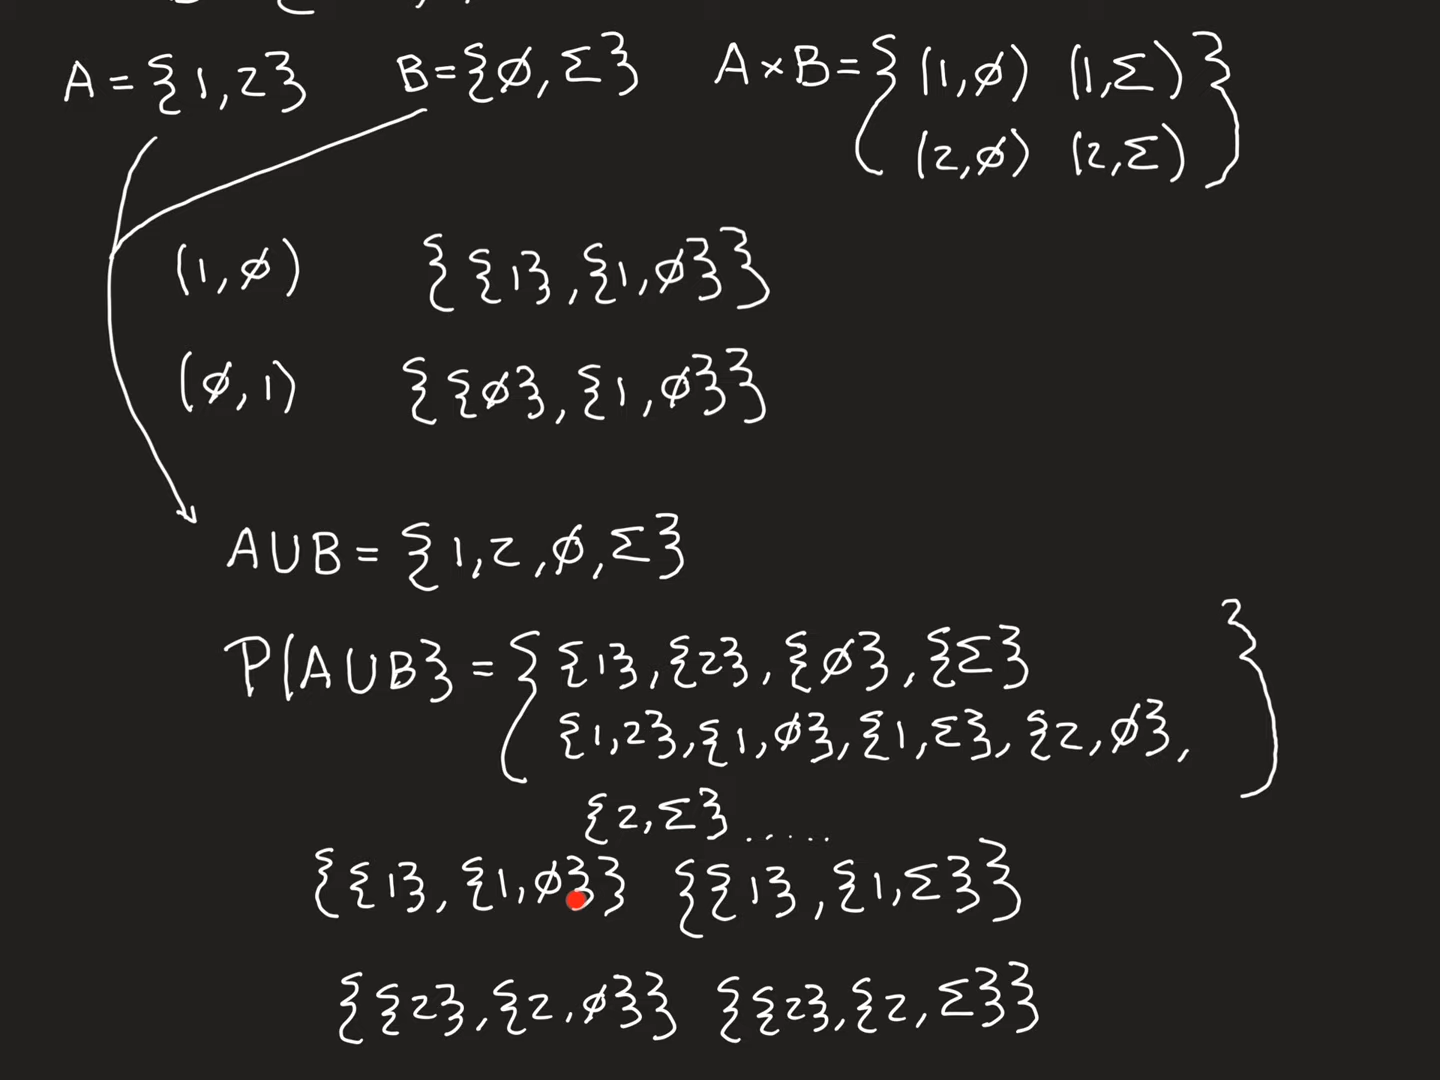 A = {1,2} B={φ,Σ} A×B={ (1,φ) (1,Σ) }
(2,φ) (2,Σ)
(1,φ) {{1},{1,φ}}
(φ,1) {{φ},{1,φ}}
A∪B = {1,2,φ,Σ}
P(A∪B} = { {1},{2},{φ},{Σ} }
{1,2},{1,φ},{1,Σ},{2,φ},
{2,Σ}.....
{{1},{1,φ}} {{1},{1,Σ}}
{{2},{2,φ}} {{2},{2,Σ}}